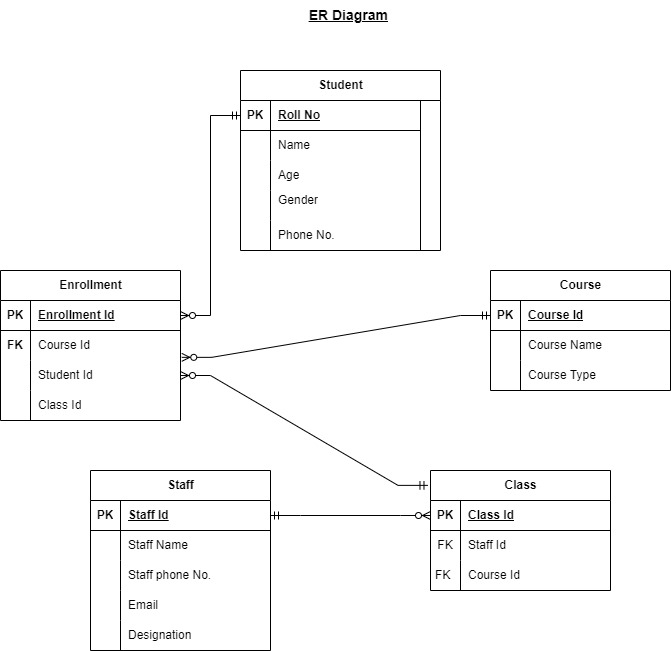 ER Diagram
Student
PK Roll No
Name
Age
Gender
Phone No.
Enrollment
PK Enrollment Id
FK Course Id
Student Id
Class Id
Course
PK Course Id
Course Name
Course Type
Staff
PK Staff Id
Staff Name
Staff phone No.
Email
Designation
Class
PK Class Id
FK Staff Id
FK Course Id